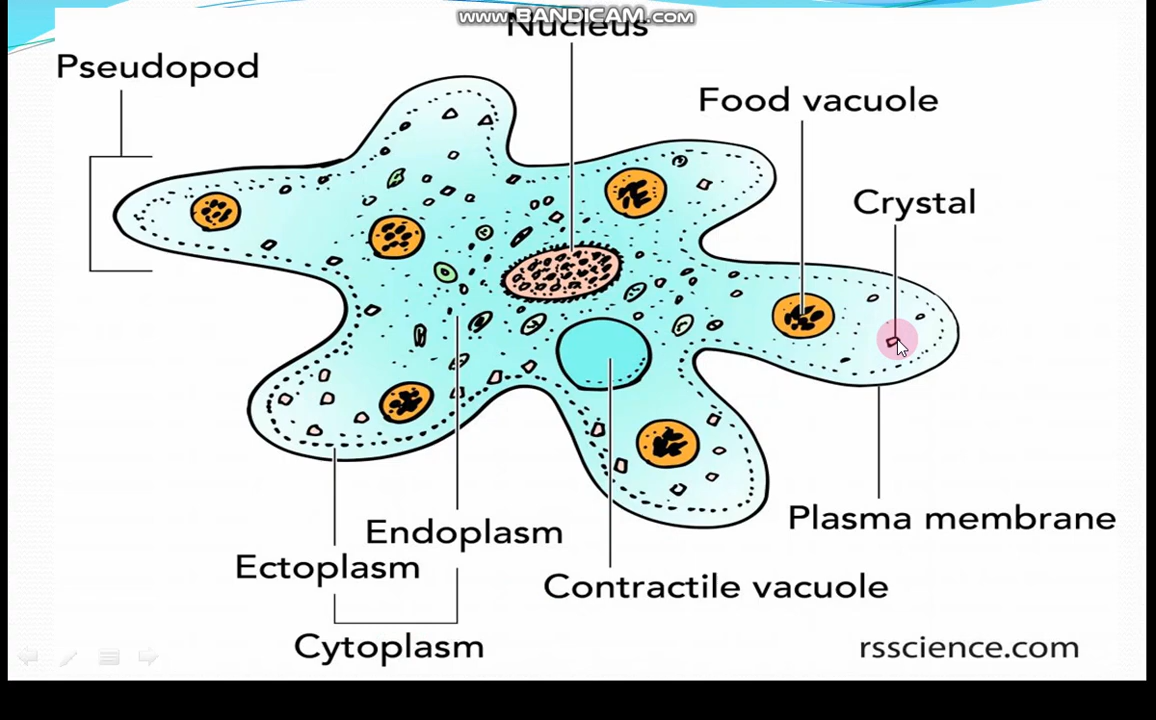 www.BANDICAM.com
Nucleus
Pseudopod
Food vacuole
Crystal
Plasma membrane
Endoplasm
Ectoplasm
Contractile vacuole
Cytoplasm
rsscience.com